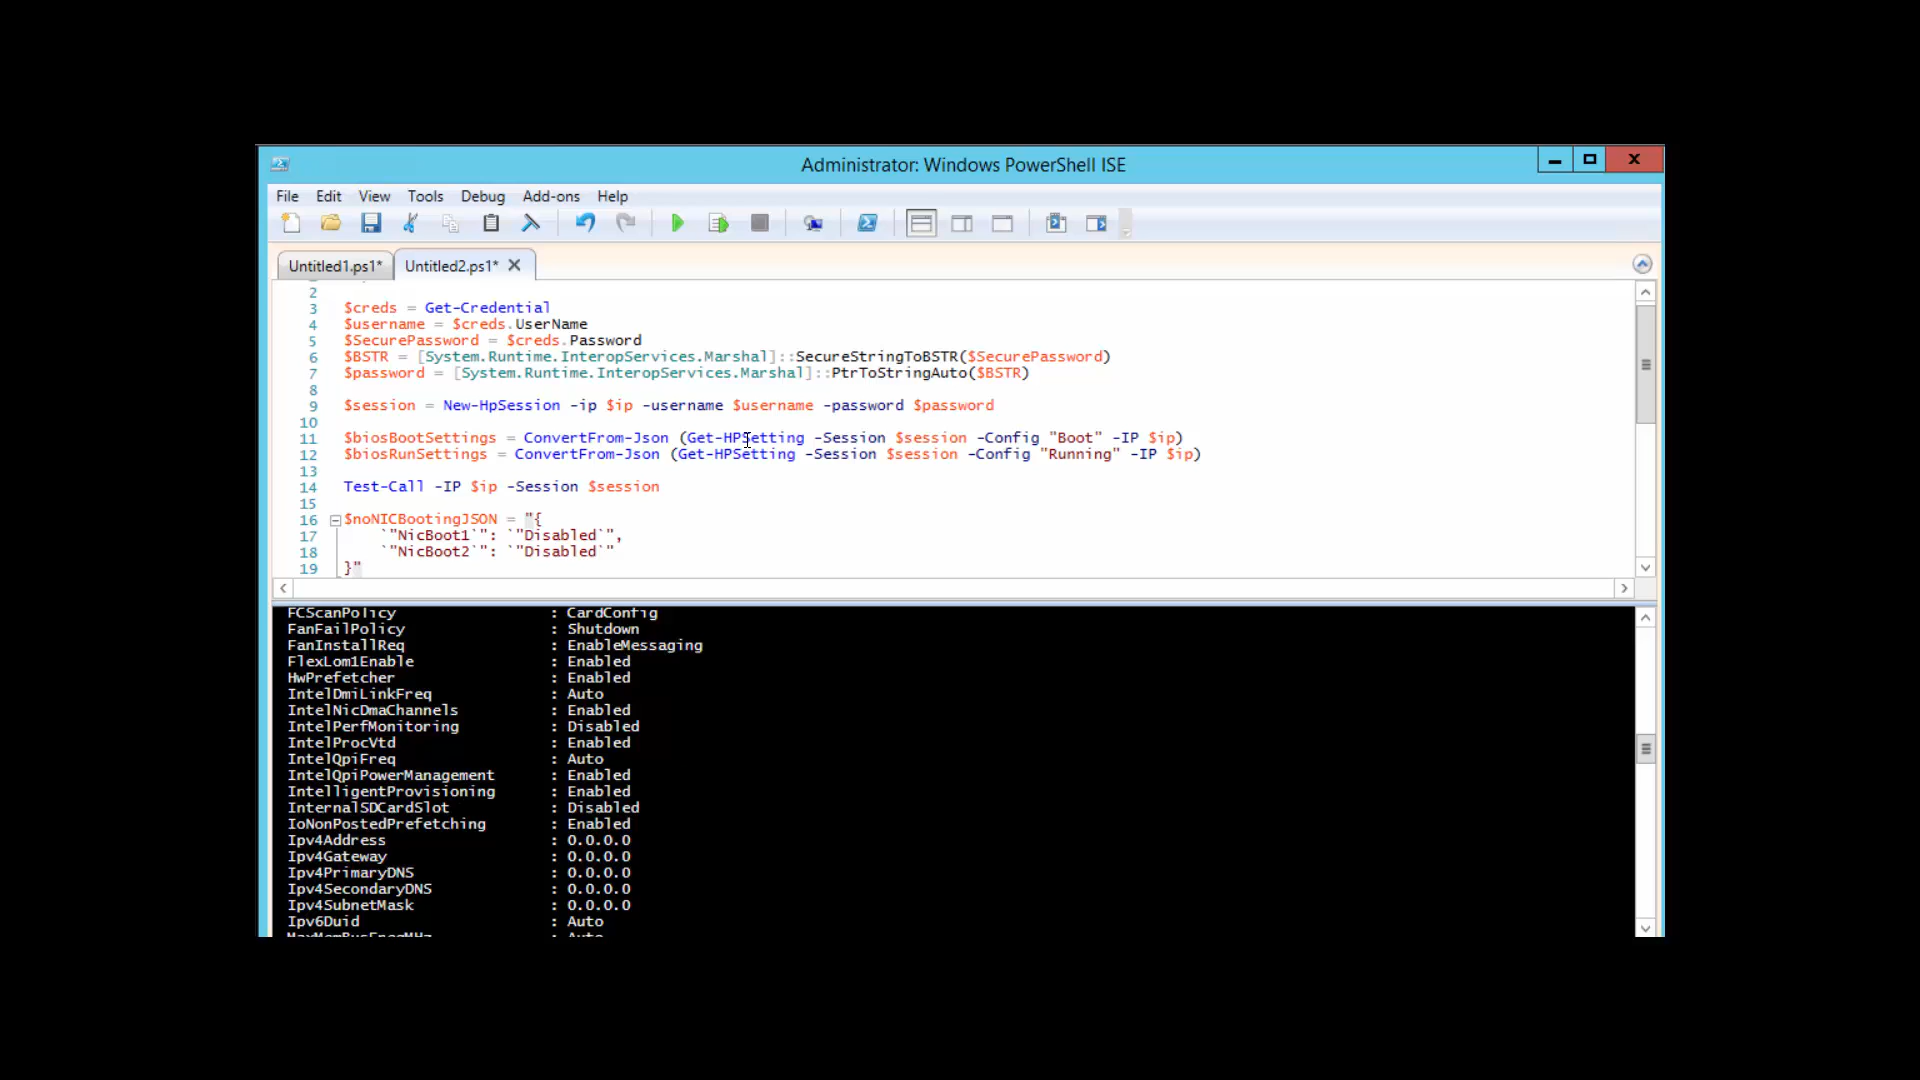 Administrator: Windows PowerShell ISE
File Edit View Tools Debug Add-ons Help
Untitled1.ps1* Untitled2.ps1*
2
3 $creds = Get-Credential
4 $username = $creds.UserName
5 $SecurePassword = $creds.Password
6 $BSTR = [System.Runtime.InteropServices.Marshal]::SecureStringToBSTR($SecurePassword)
7 $password = [System.Runtime.InteropServices.Marshal]::PtrToStringAuto($BSTR)
8
9 $session = New-HpSession -ip $ip -username $username -password $password
10
11 $biosBootSettings = ConvertFrom-Json (Get-HPSetting -Session $session -Config "Boot" -IP $ip)
12 $biosRunSettings = ConvertFrom-Json (Get-HPSetting -Session $session -Config "Running" -IP $ip)
13
14 Test-Call -IP $ip -Session $session
15
16 $noNICBootingJSON = "{
17 `"NicBoot1`": `"Disabled`",
18 `"NicBoot2`": `"Disabled`"
19 }"
FCScanPolicy : CardConfig
FanFailPolicy : Shutdown
FanInstallReq : EnableMessaging
FlexLom1Enable : Enabled
HwPrefetcher : Enabled
IntelDmiLinkFreq : Auto
IntelNicDmaChannels : Enabled
IntelPerfMonitoring : Disabled
IntelProcVtd : Enabled
IntelQpiFreq : Auto
IntelQpiPowerManagement : Enabled
IntelligentProvisioning : Enabled
InternalSDCardSlot : Disabled
IoNonPostedPrefetching : Enabled
Ipv4Address : 0.0.0.0
Ipv4Gateway : 0.0.0.0
Ipv4PrimaryDNS : 0.0.0.0
Ipv4SecondaryDNS : 0.0.0.0
Ipv4SubnetMask : 0.0.0.0
Ipv6Duid : Auto
MaxMemBusFreqMHz : Auto